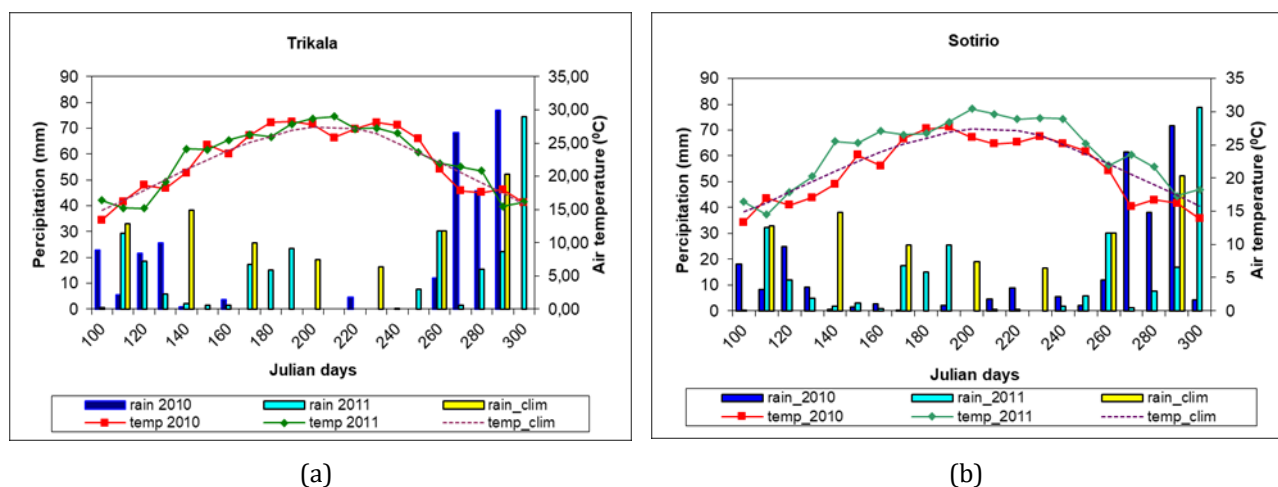 Trikala
Percipitation (mm)
90
80
70
60
50
40
30
20
10
0
35,00
30,00
25,00
20,00
15,00
10,00
5,00
0,00
Air temperature (ºC)
100 120 140 160 180 200 220 240 260 280 300
Julian days
rain 2010 rain 2011 rain_clim
temp 2010 temp 2011 temp_clim
(a)
Sotirio
Percipitation (mm)
90
80
70
60
50
40
30
20
10
0
35
30
25
20
15
10
5
0
Air temperature (ºC)
100 120 140 160 180 200 220 240 260 280 300
Julian days
rain_2010 rain_2011 rain_clim
temp_2010 temp_2011 temp_clim
(b)